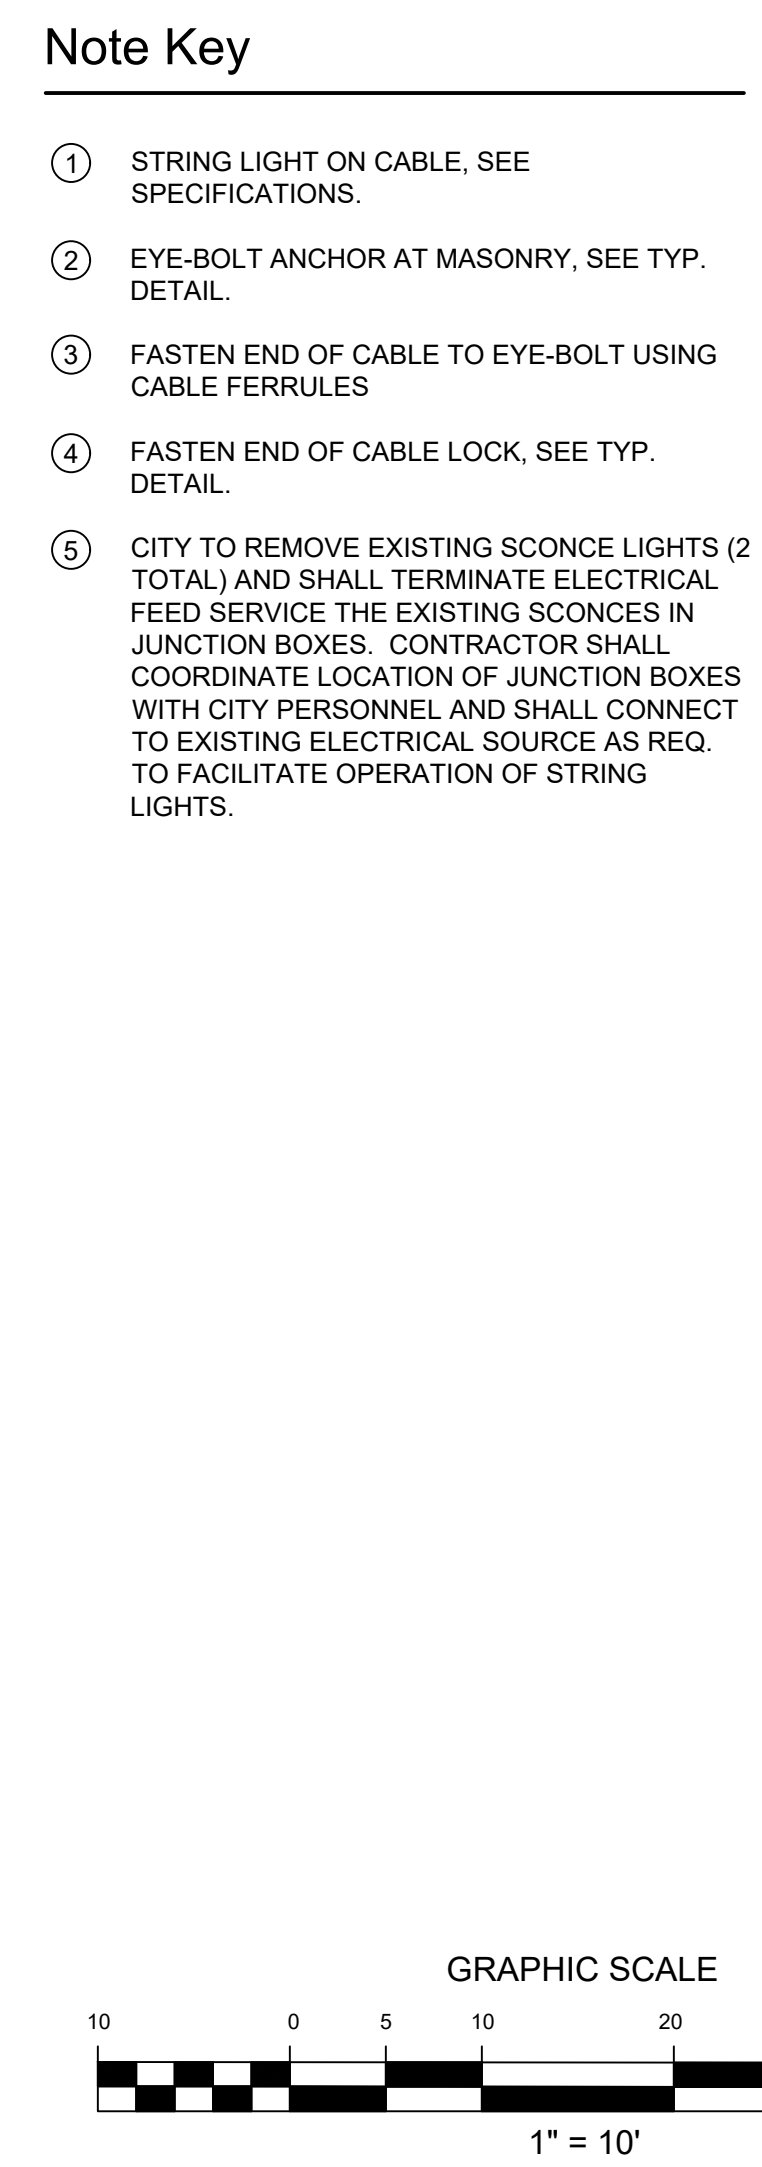 Note Key
1 STRING LIGHT ON CABLE, SEE
SPECIFICATIONS.
2 EYE-BOLT ANCHOR AT MASONRY, SEE TYP.
DETAIL.
3 FASTEN END OF CABLE TO EYE-BOLT USING
CABLE FERRULES
4 FASTEN END OF CABLE LOCK, SEE TYP.
DETAIL.
5 CITY TO REMOVE EXISTING SCONCE LIGHTS (2
TOTAL) AND SHALL TERMINATE ELECTRICAL
FEED SERVICE THE EXISTING SCONCES IN
JUNCTION BOXES. CONTRACTOR SHALL
COORDINATE LOCATION OF JUNCTION BOXES
WITH CITY PERSONNEL AND SHALL CONNECT
TO EXISTING ELECTRICAL SOURCE AS REQ.
TO FACILITATE OPERATION OF STRING
LIGHTS.
GRAPHIC SCALE
10 0 5 10 20
1" = 10'